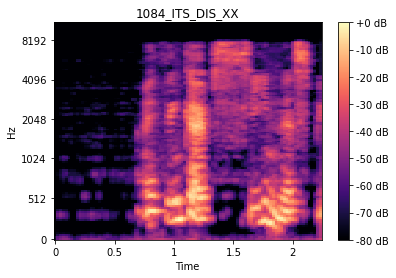 1084_ITS_DIS_XX
+0 dB
8192
-10 dB
4096
-20 dB
-30 dB
2048
Hz
-40 dB
1024
-50 dB
512
-60 dB
-70 dB
0
-80 dB
0 0.5 1 1.5 2
Time